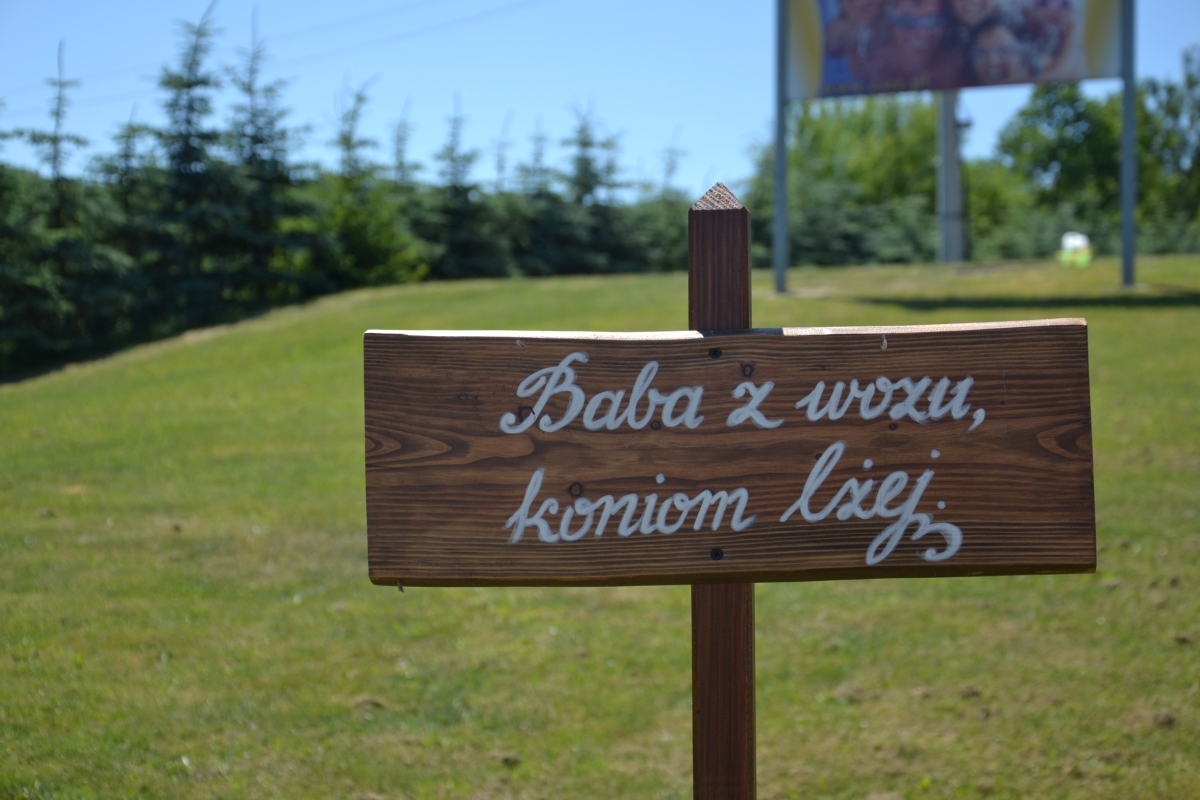 Baba z wozu,
koniom lżej.